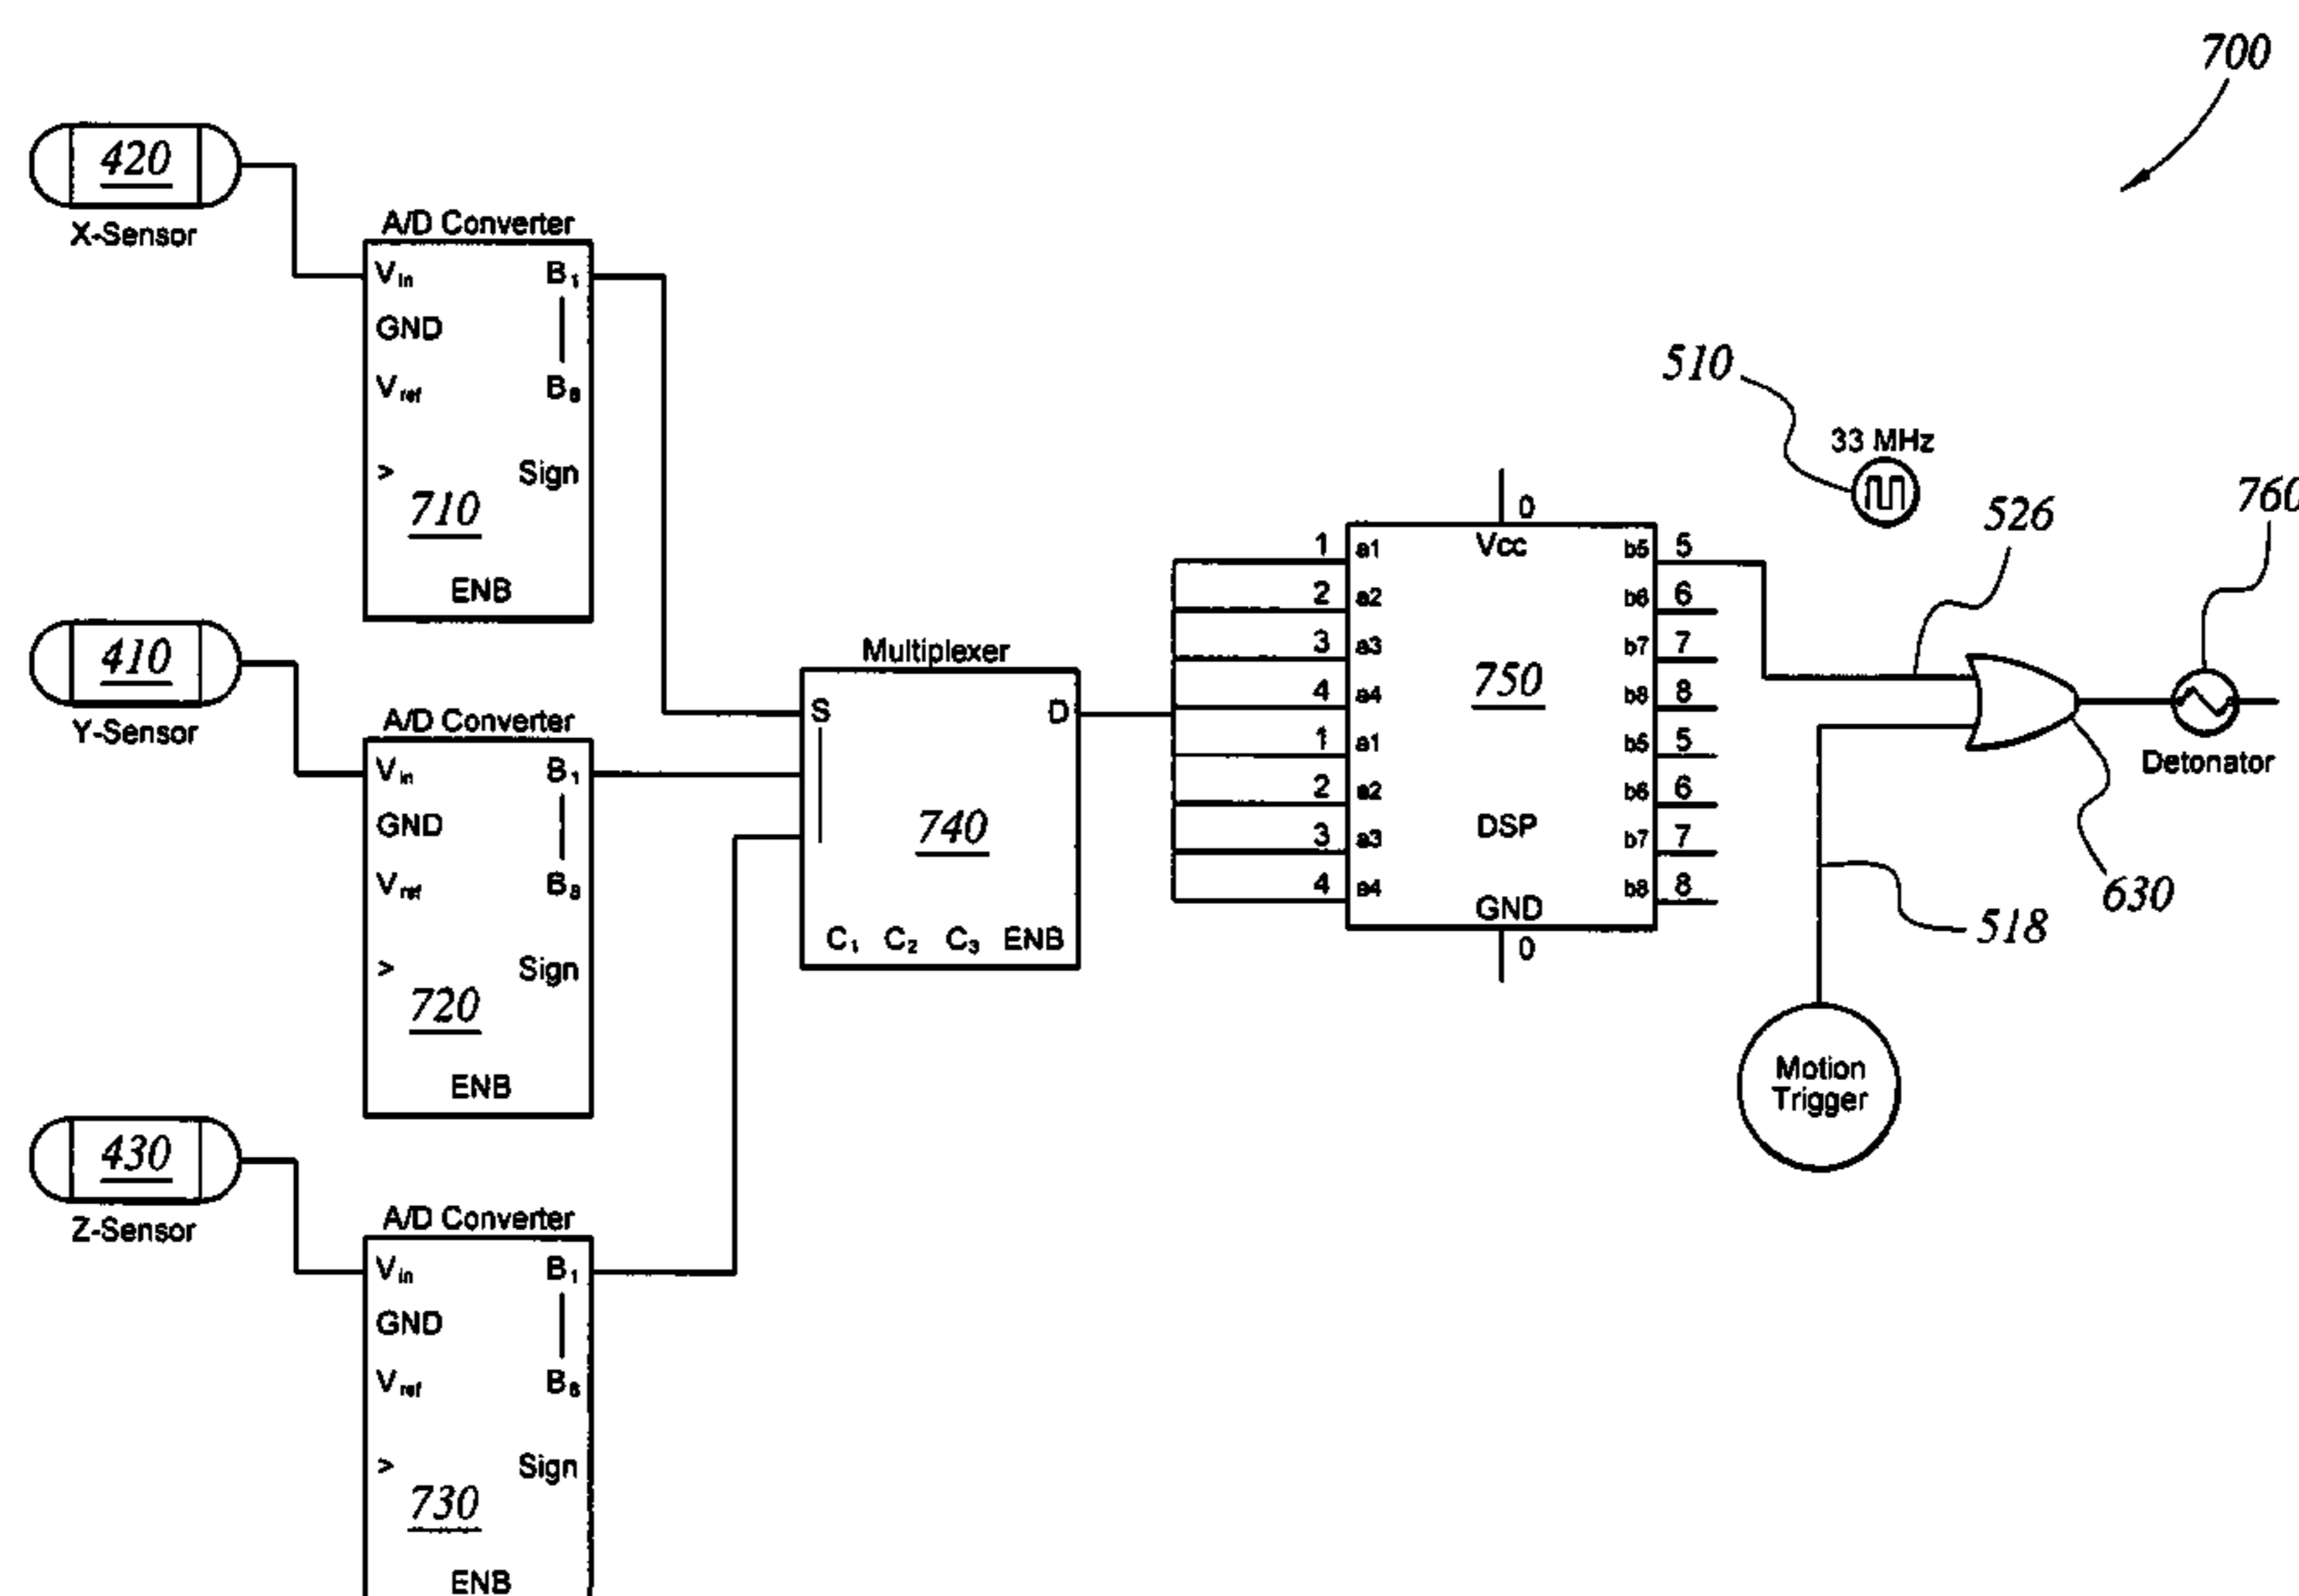 700
420
X-Sensor
A/D Converter
Vin
B1
GND
Vref
B8
>
Sign
710
ENB
410
Y-Sensor
A/D Converter
Vin
B1
GND
Vref
B8
>
Sign
720
ENB
430
Z-Sensor
A/D Converter
Vin
B1
GND
Vref
B8
>
Sign
730
ENB
Multiplexer
S
D
740
C1 C2 C3 ENB
0
Vcc
1 a1
2 a2
3 a3
4 a4
1 a1
2 a2
3 a3
4 a4
750
DSP
GND
0
b5 5
b6 6
b7 7
b8 8
b5 5
b6 6
b7 7
b8 8
510
33 MHz
526
760
Detonator
630
518
Motion
Trigger